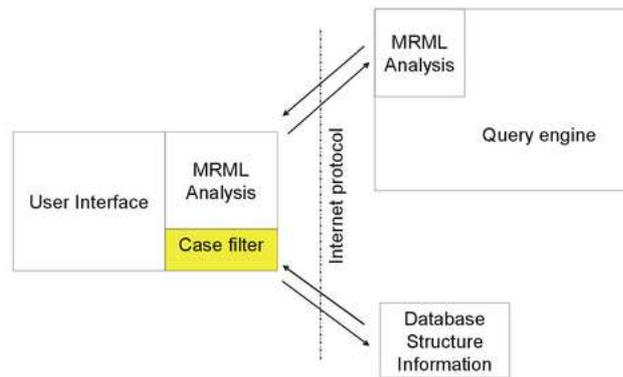 MRML
Analysis
Query engine
User Interface
MRML
Analysis
Case filter
Internet protocol
Database
Structure
Information